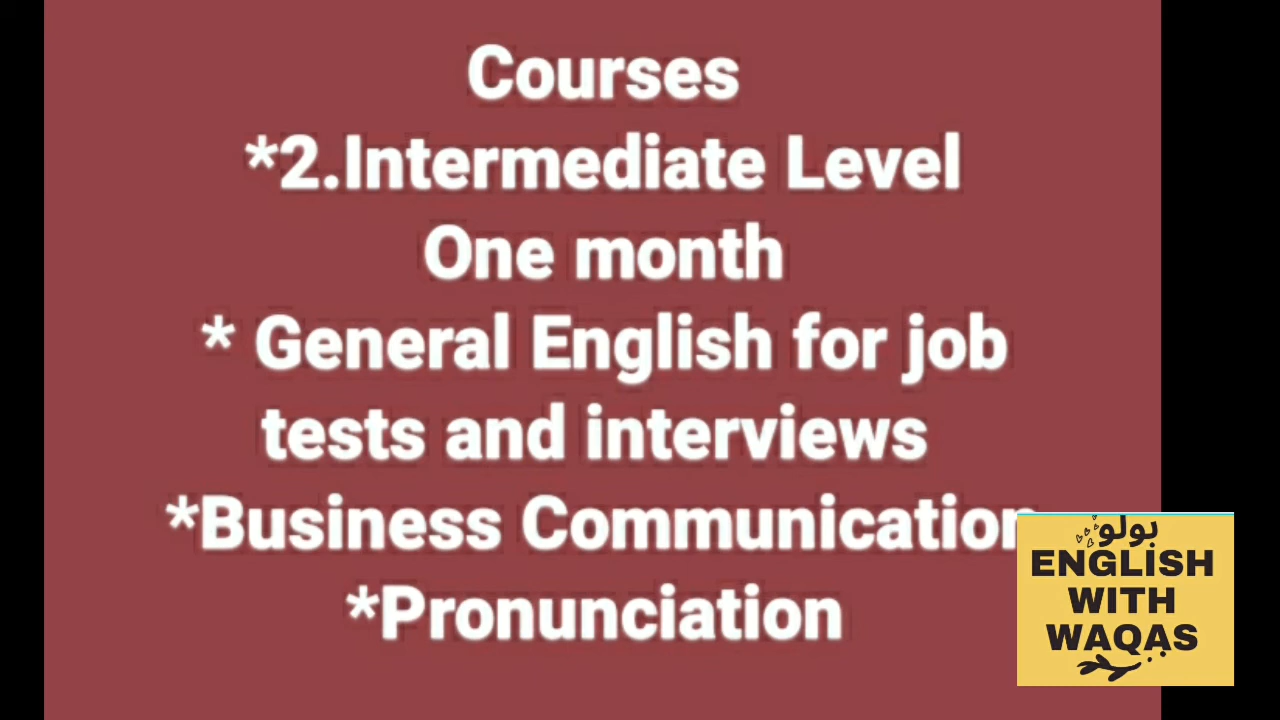 Courses
*2.Intermediate Level
One month
* General English for job
tests and interviews
*Business Communication
*Pronunciation
بولو
ENGLISH
WITH
WAQAS